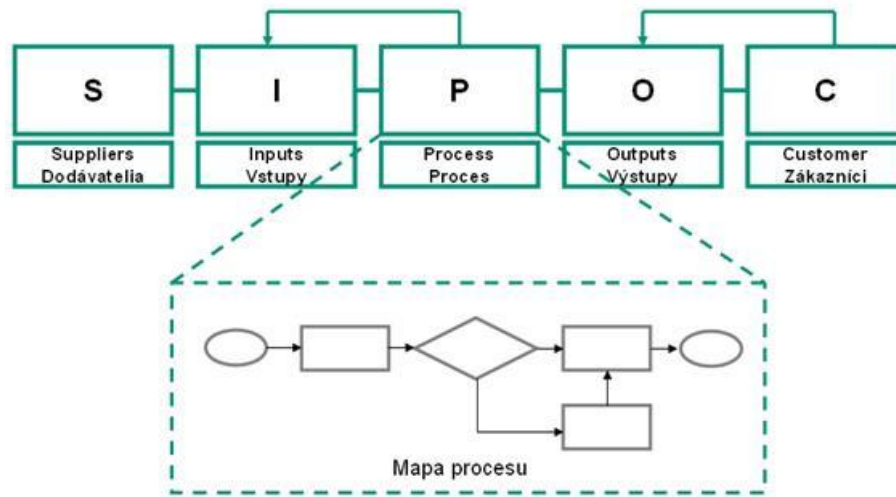 S
I
P
O
C
Suppliers
Dodávatelia
Inputs
Vstupy
Process
Proces
Outputs
Výstupy
Customer
Zákazníci
Mapa procesu